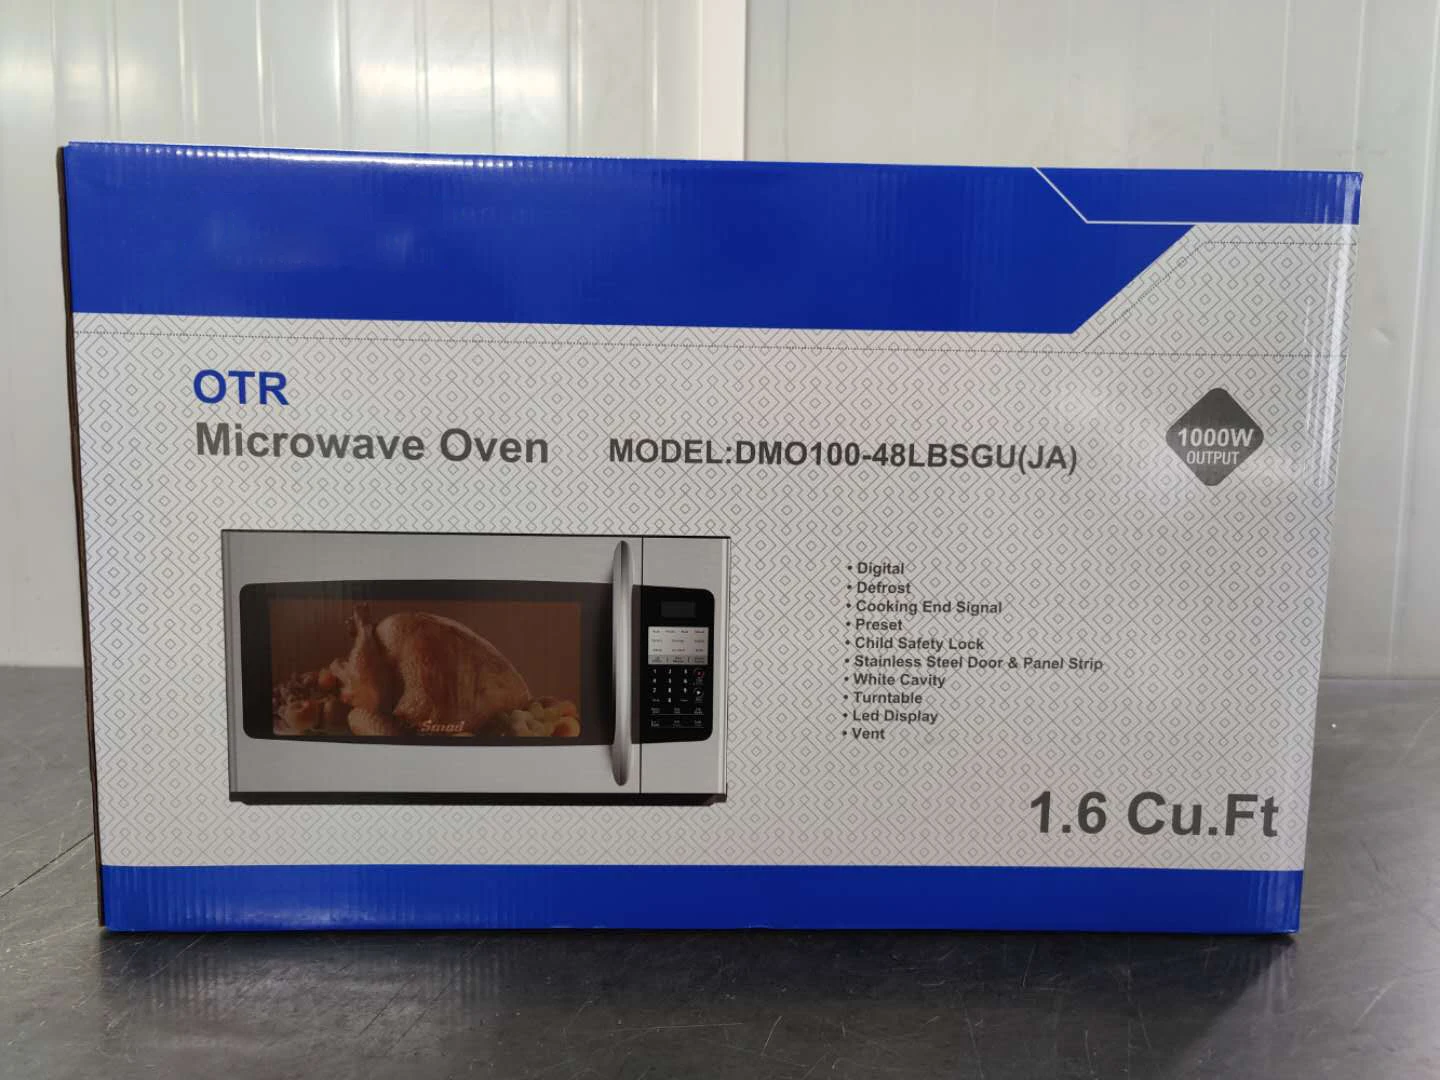 OTR
Microwave Oven
MODEL:DMO100-48LBSGU(JA)
1000W
OUTPUT
• Digital
• Defrost
• Cooking End Signal
• Preset
• Child Safety Lock
• Stainless Steel Door & Panel Strip
• White Cavity
• Turntable
• Led Display
• Vent
1.6 Cu.Ft